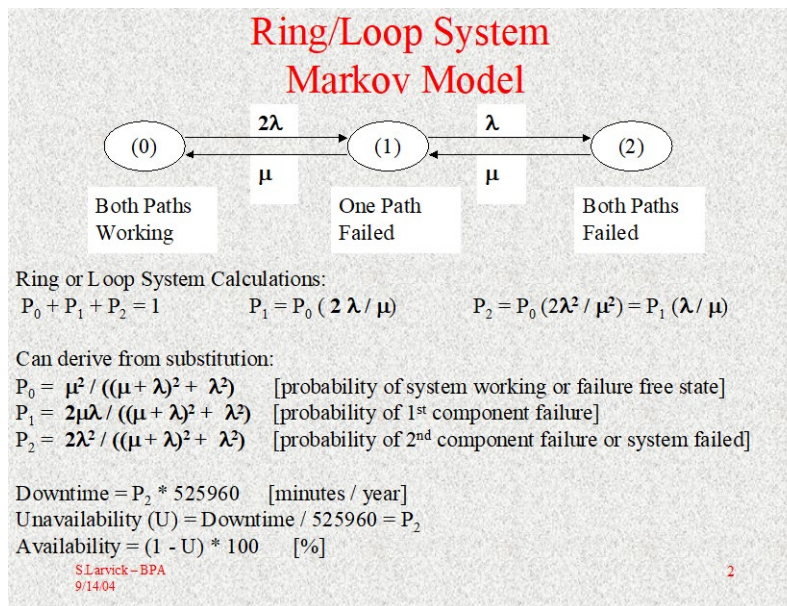 Ring/Loop System
Markov Model
2λ λ
(0) (1) (2)
μ μ
Both Paths Working
One Path Failed
Both Paths Failed
Ring or Loop System Calculations:
P₀ + P₁ + P₂ = 1 P₁ = P₀ ( 2 λ / μ) P₂ = P₀ (2λ² / μ²) = P₁ (λ / μ)
Can derive from substitution:
P₀ = μ² / ((μ + λ)² + λ²) [probability of system working or failure free state]
P₁ = 2μλ / ((μ + λ)² + λ²) [probability of 1st component failure]
P₂ = 2λ² / ((μ + λ)² + λ²) [probability of 2nd component failure or system failed]
Downtime = P₂ * 525960 [minutes / year]
Unavailability (U) = Downtime / 525960 = P₂
Availability = (1 - U) * 100 [%]
S.Larvick – BPA
9/14/04
2